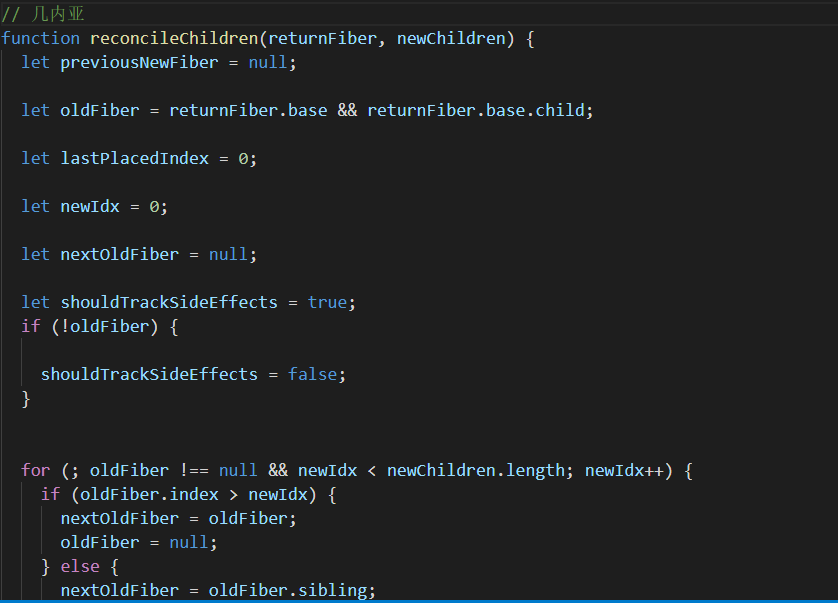 // 几内亚
function reconcileChildren(returnFiber, newChildren) {
let previousNewFiber = null;
let oldFiber = returnFiber.base && returnFiber.base.child;
let lastPlacedIndex = 0;
let newIdx = 0;
let nextOldFiber = null;
let shouldTrackSideEffects = true;
if (!oldFiber) {
shouldTrackSideEffects = false;
}
for (; oldFiber !== null && newIdx < newChildren.length; newIdx++) {
if (oldFiber.index > newIdx) {
nextOldFiber = oldFiber;
oldFiber = null;
} else {
nextOldFiber = oldFiber.sibling;